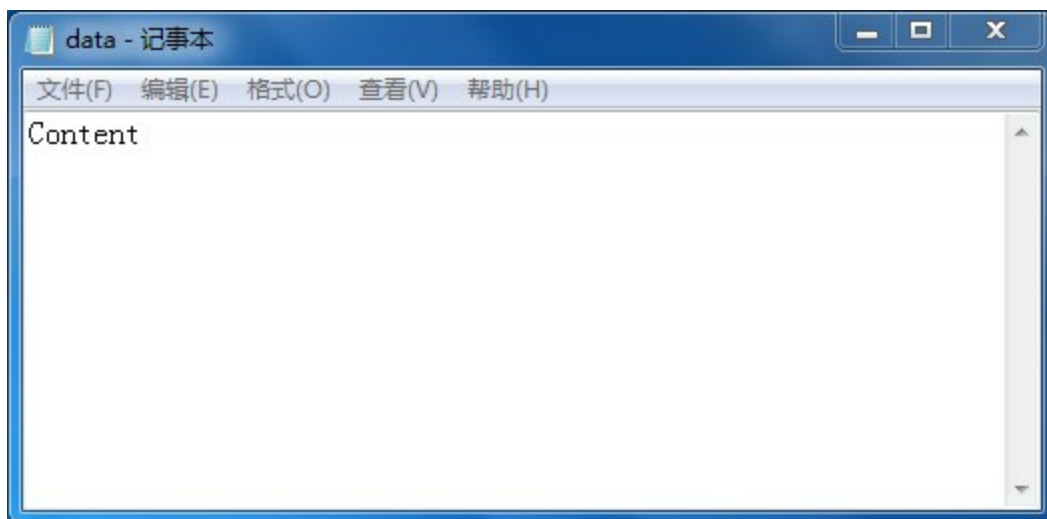 data - 记事本
文件(F) 编辑(E) 格式(O) 查看(V) 帮助(H)
Content